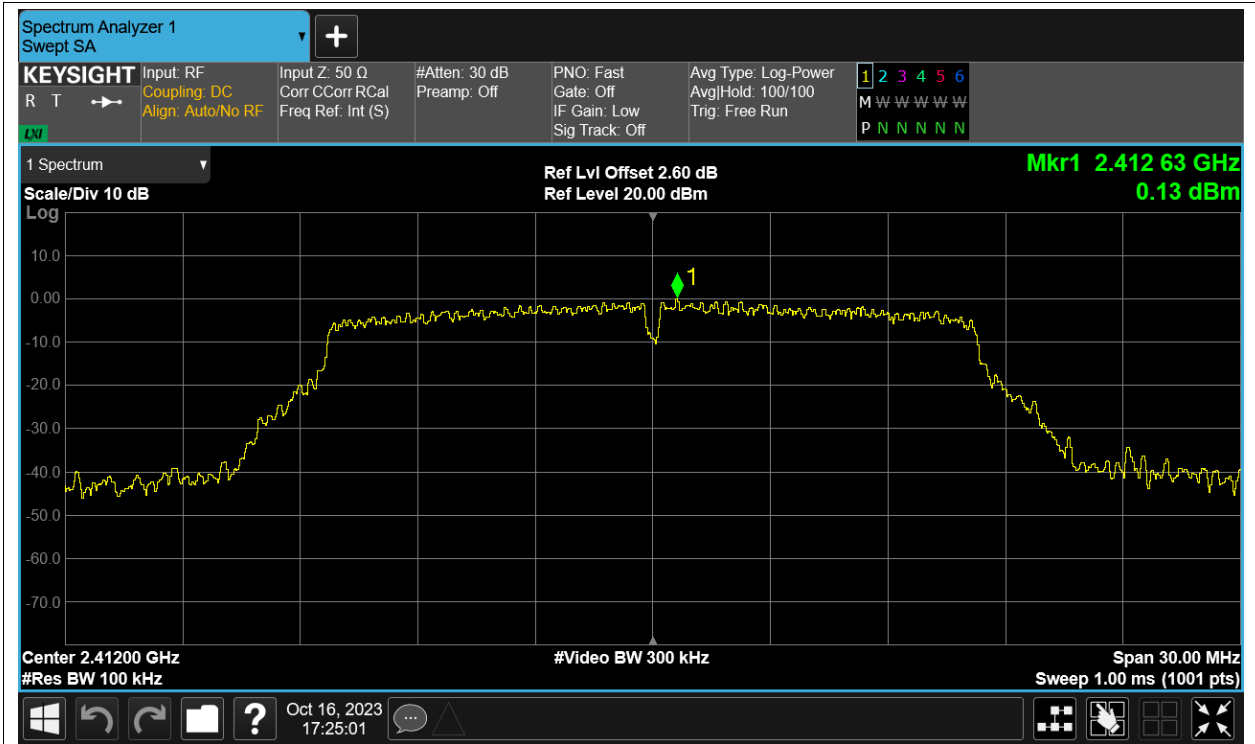 Spectrum Analyzer 1
Swept SA
+
KEYSIGHT
R T
LXI
Input: RF
Coupling: DC
Align: Auto/No RF
Input Z: 50 Ω
Corr CCorr RCal
Freq Ref: Int (S)
#Atten: 30 dB
Preamp: Off
PNO: Fast
Gate: Off
IF Gain: Low
Sig Track: Off
Avg Type: Log-Power
Avg|Hold: 100/100
Trig: Free Run
1 2 3 4 5 6
M W W W W W
P N N N N N
1 Spectrum
Scale/Div 10 dB
Log
Ref Lvl Offset 2.60 dB
Ref Level 20.00 dBm
Mkr1 2.412 63 GHz
0.13 dBm
1
10.0
0.00
-10.0
-20.0
-30.0
-40.0
-50.0
-60.0
-70.0
Center 2.41200 GHz
#Res BW 100 kHz
#Video BW 300 kHz
Span 30.00 MHz
Sweep 1.00 ms (1001 pts)
?
Oct 16, 2023
17:25:01